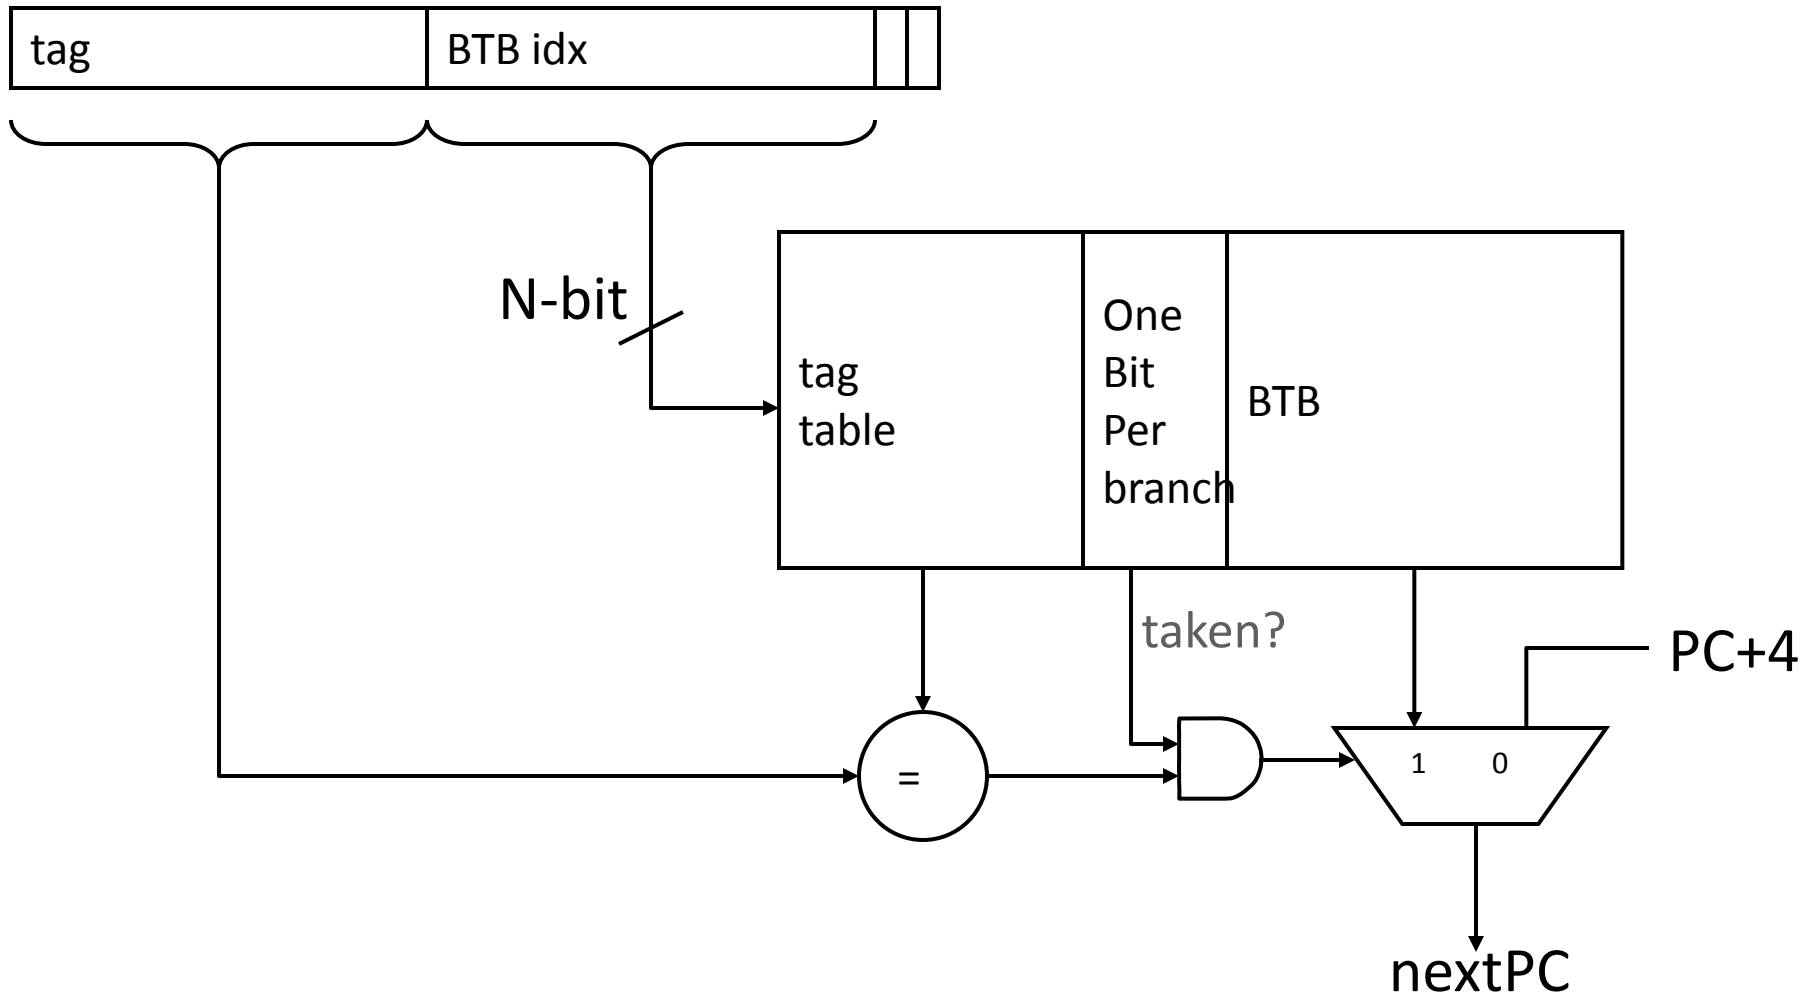 tag
BTB idx
N-bit
tag
table
One
Bit
Per
branch
BTB
taken?
PC+4
=
1
0
nextPC